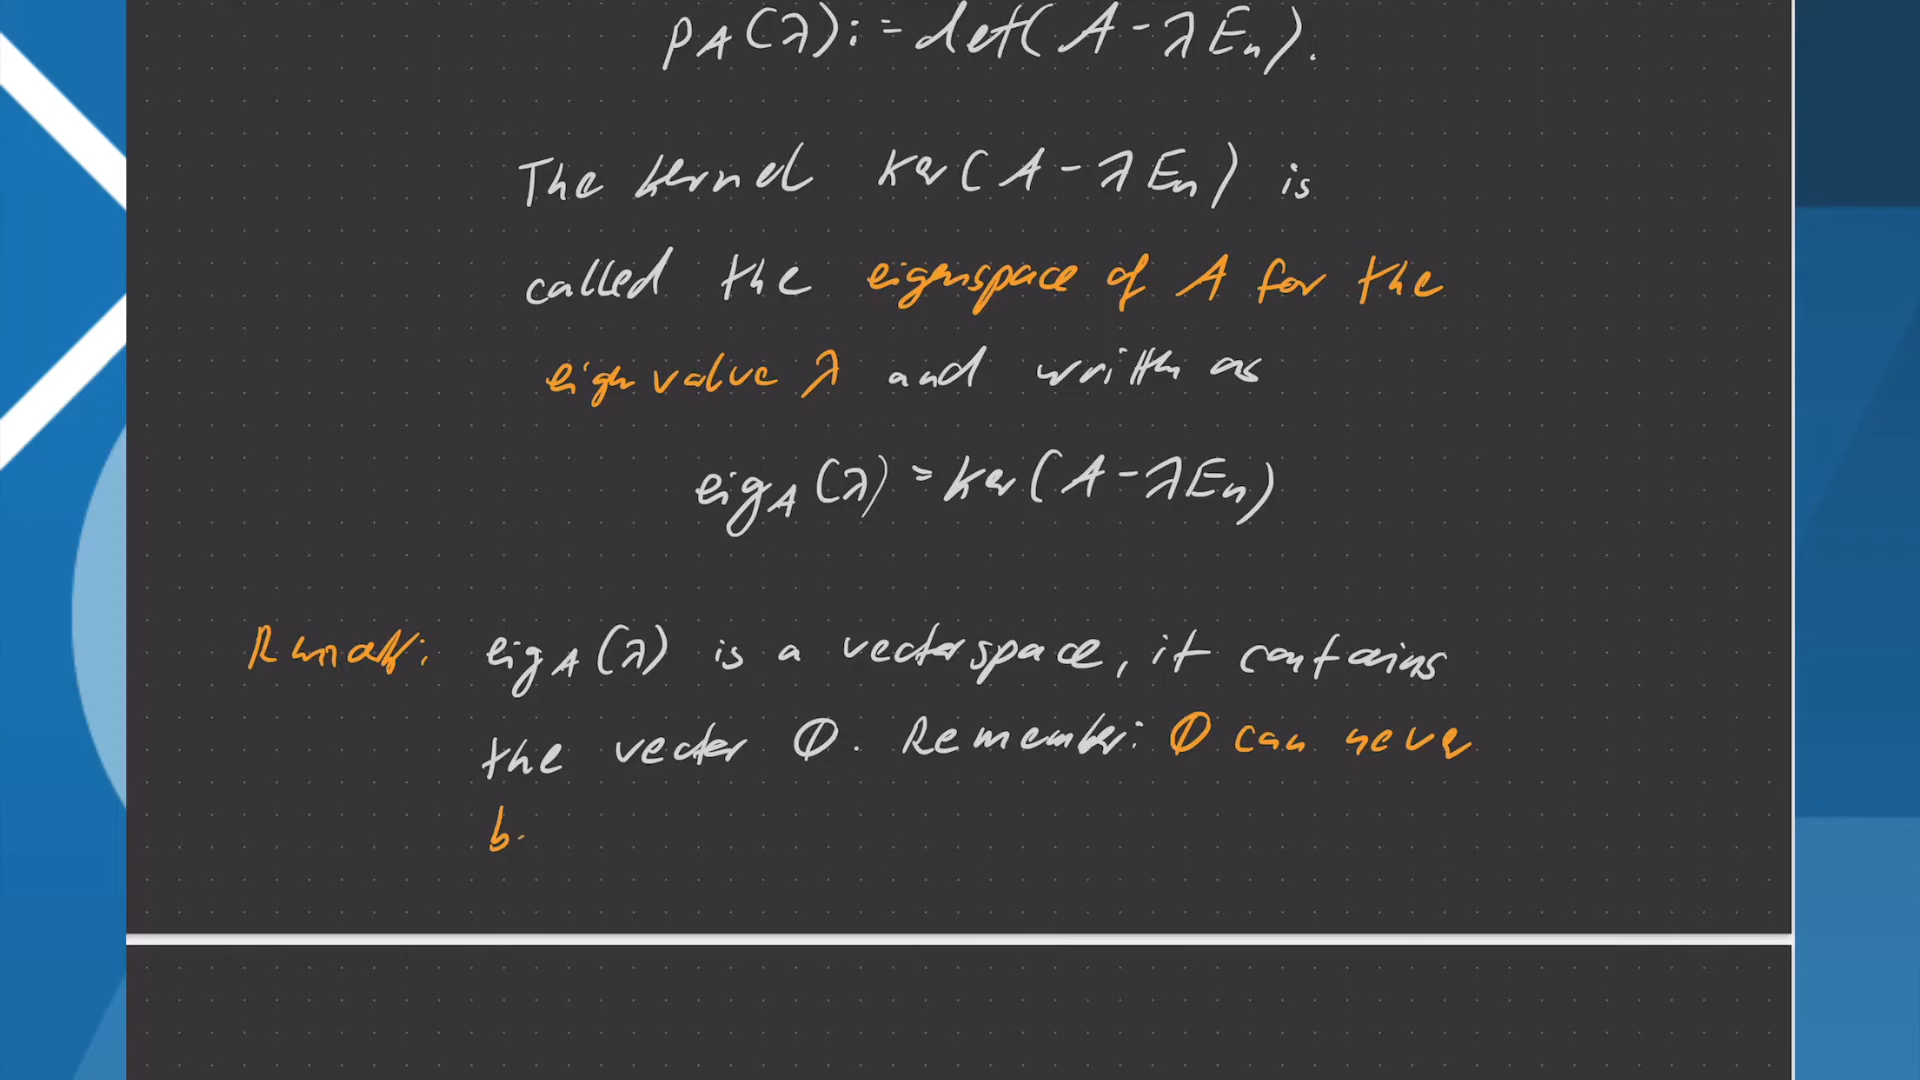 p_A(λ) := det(A - λE_n).
The kernel ker(A - λE_n) is
called the eigenspace of A for the
eigenvalue λ and written as
eig_A(λ) = ker(A - λE_n)
Remark: eig_A(λ) is a vectorspace, it contains
the vector 𝟘. Remember: 𝟘 can never
b